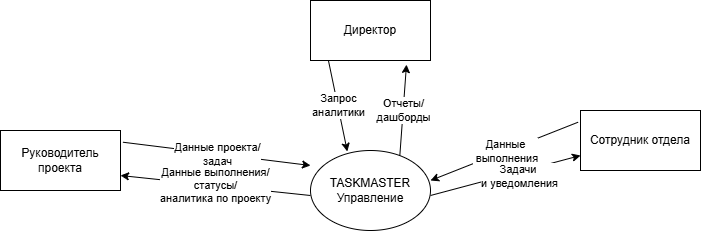 Директор
Запрос
аналитики
Отчеты/
дашборды
Руководитель
проекта
Данные проекта/
задач
Данные выполнения/
статусы/
аналитика по проекту
TASKMASTER
Управление
Данные
выполнения
Задачи
и уведомления
Сотрудник отдела